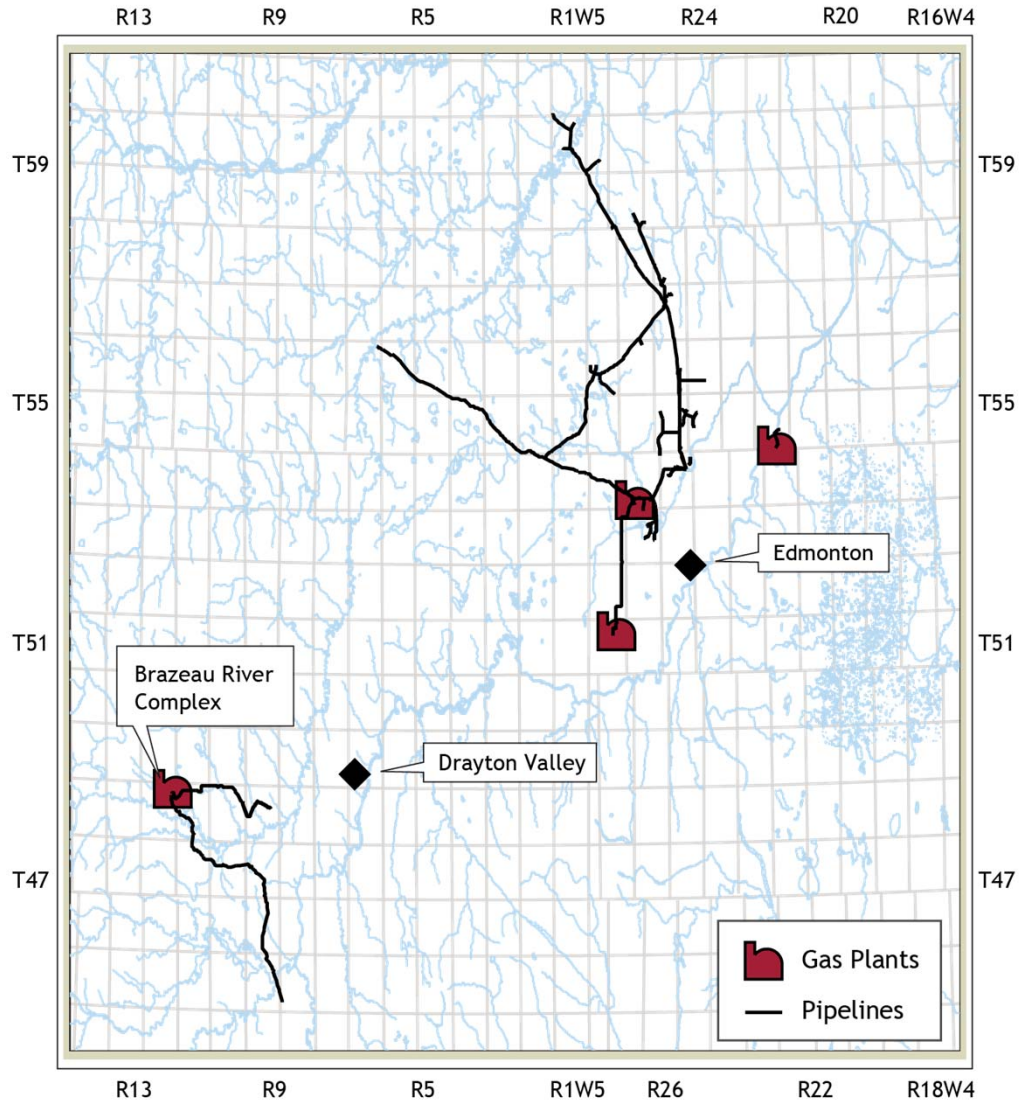 R13 R9 R5 R1W5 R24 R20 R16W4
T59 T59
T55 T55
Edmonton
T51 T51
Brazeau River
Complex
Drayton Valley
T47 T47
Gas Plants
Pipelines
R13 R9 R5 R1W5 R26 R22 R18W4